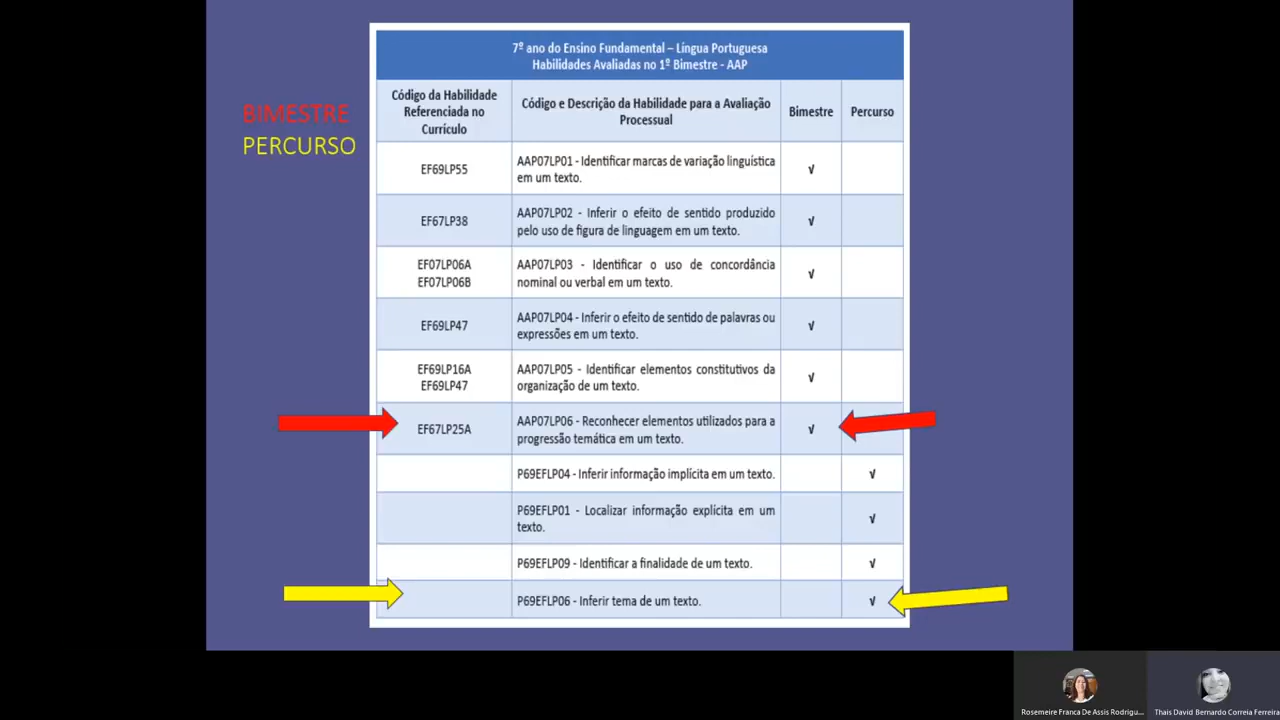 BIMESTRE
PERCURSO
7º ano do Ensino Fundamental – Língua Portuguesa
Habilidades Avaliadas no 1º Bimestre - AAP
Código da Habilidade
Referenciada no
Currículo
Código e Descrição da Habilidade para a Avaliação
Processual
Bimestre
Percurso
EF69LP55
AAP07LP01 - Identificar marcas de variação linguística
em um texto.
√
EF67LP38
AAP07LP02 - Inferir o efeito de sentido produzido
pelo uso de figura de linguagem em um texto.
√
EF07LP06A
EF07LP06B
AAP07LP03 - Identificar o uso de concordância
nominal ou verbal em um texto.
√
EF69LP47
AAP07LP04 - Inferir o efeito de sentido de palavras ou
expressões em um texto.
√
EF69LP16A
EF69LP47
AAP07LP05 - Identificar elementos constitutivos da
organização de um texto.
√
EF67LP25A
AAP07LP06 - Reconhecer elementos utilizados para a
progressão temática em um texto.
√
P69EFLP04 - Inferir informação implícita em um texto.
√
P69EFLP01 - Localizar informação explícita em um
texto.
√
P69EFLP09 - Identificar a finalidade de um texto.
√
P69EFLP06 - Inferir tema de um texto.
√
Rosemeire Franca De Assis Rodrigu...
Thais David Bernardo Correia Ferreira